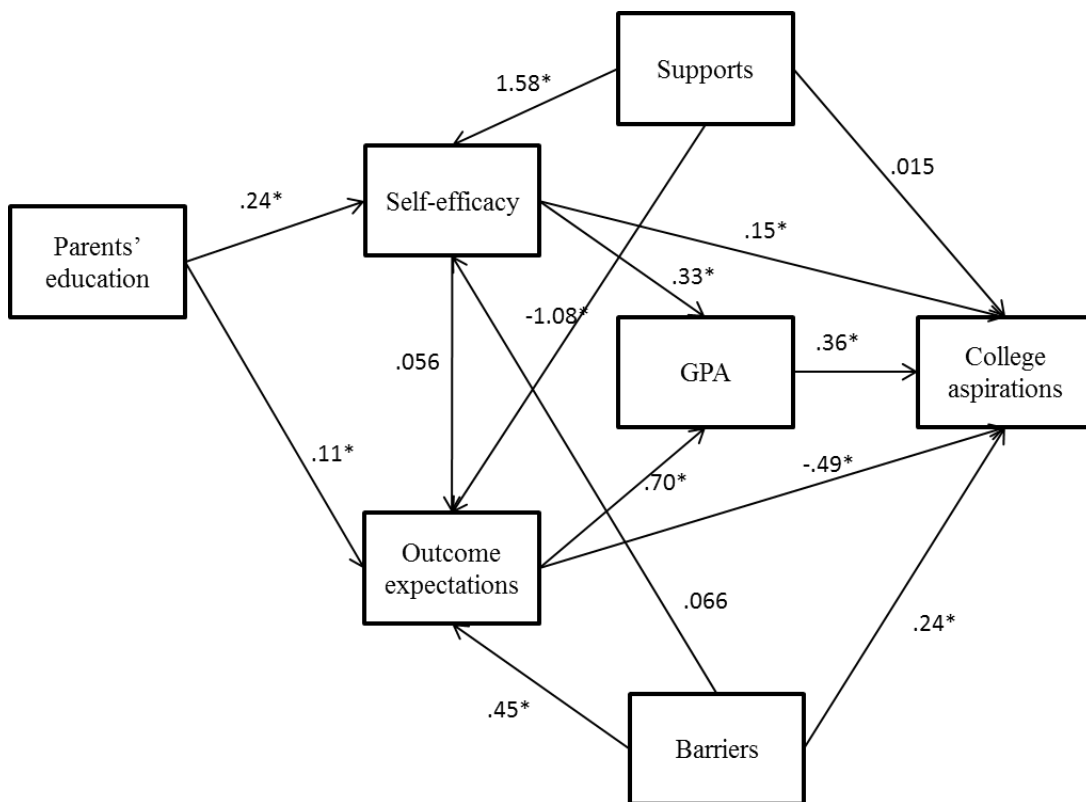 Supports
1.58*
.015
Self-efficacy
.24*
Parents’
education
.15*
.33*
-1.08*
.056
GPA
.36*
College
aspirations
.11*
.70*
-.49*
Outcome
expectations
.066
.24*
.45*
Barriers